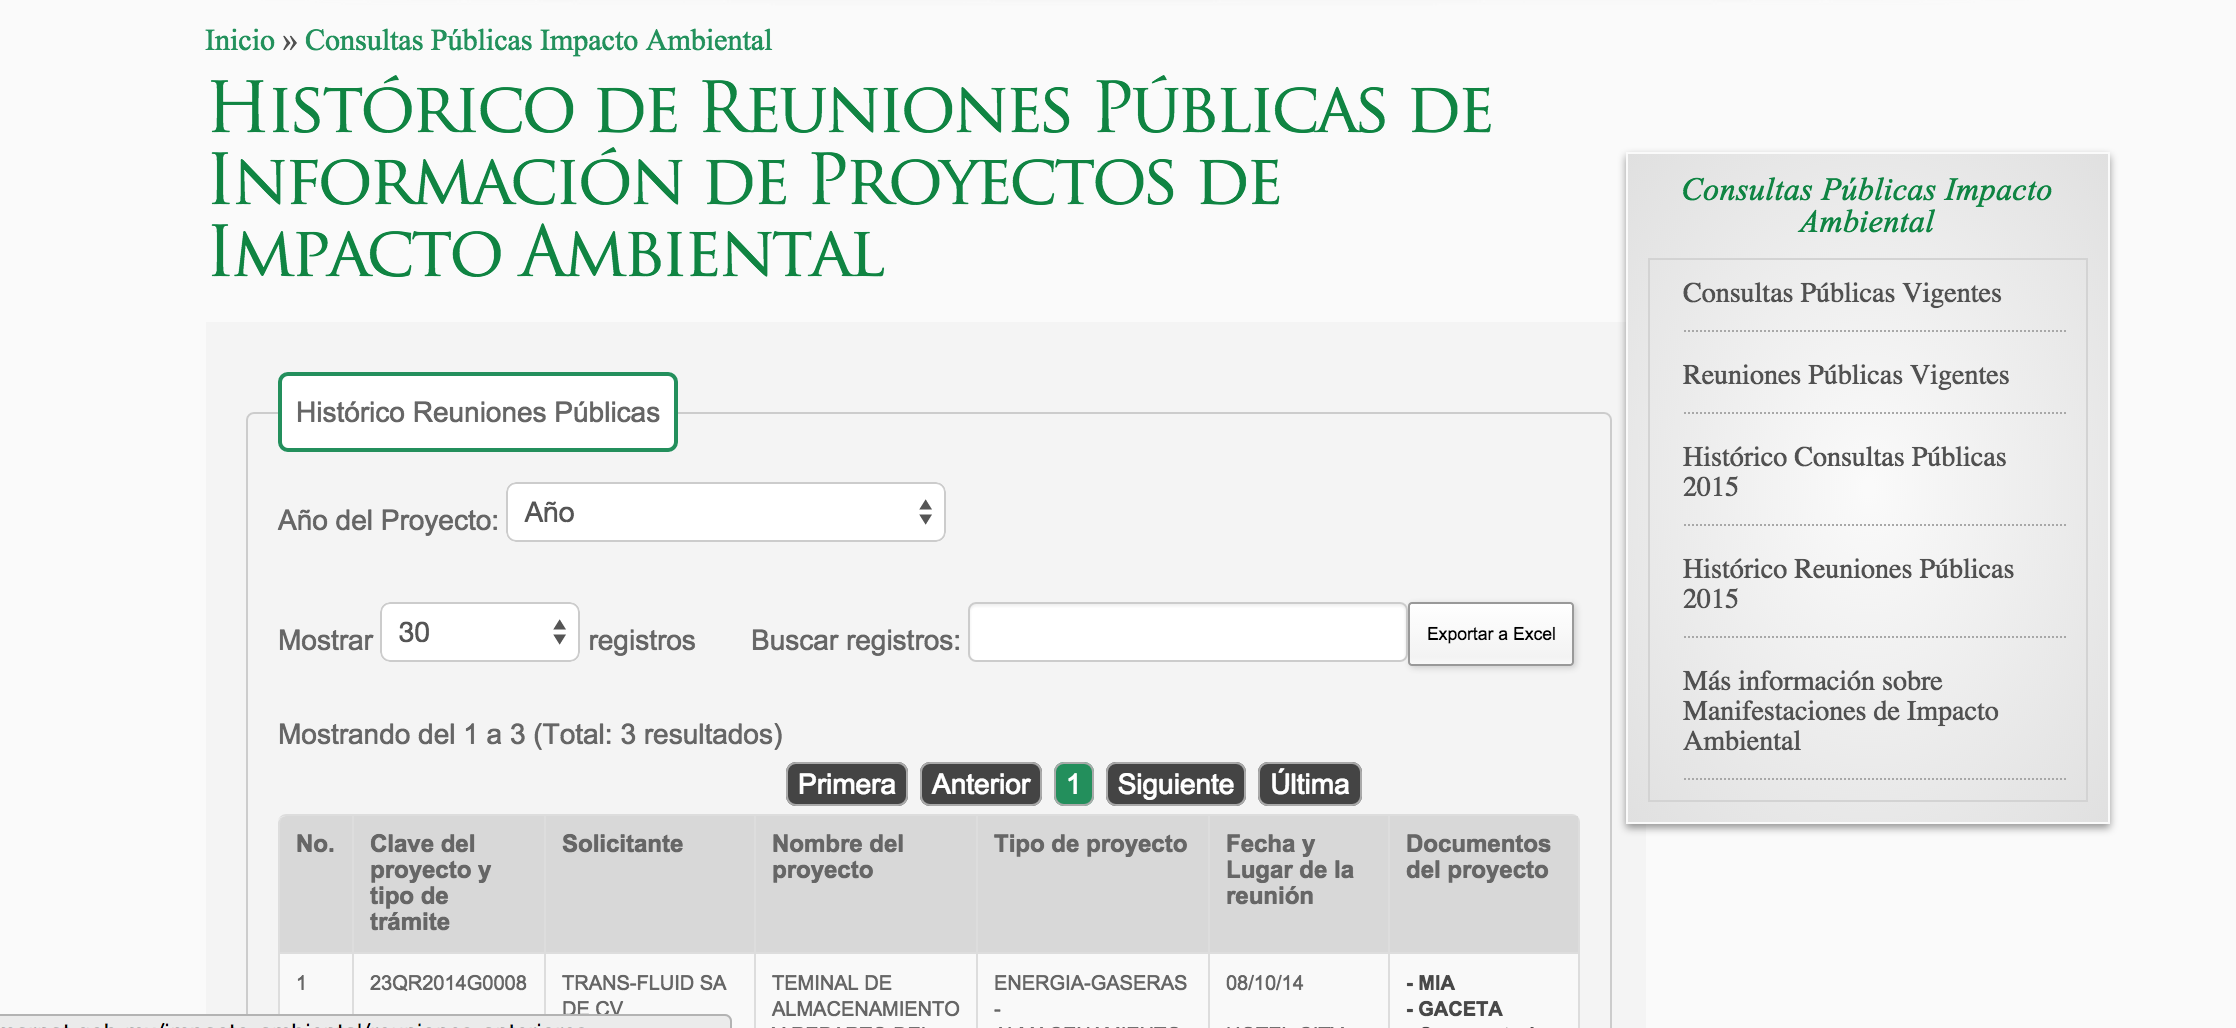 Inicio » Consultas Públicas Impacto Ambiental
Histórico de Reuniones Públicas de
Información de Proyectos de
Impacto Ambiental
Consultas Públicas Impacto
Ambiental
Consultas Públicas Vigentes
Reuniones Públicas Vigentes
Histórico Consultas Públicas
2015
Histórico Reuniones Públicas
2015
Más información sobre
Manifestaciones de Impacto
Ambiental
Histórico Reuniones Públicas
Año del Proyecto: Año
Mostrar 30 registros Buscar registros: Exportar a Excel
Mostrando del 1 a 3 (Total: 3 resultados)
Primera Anterior 1 Siguiente Última
No.
Clave del
proyecto y
tipo de
trámite
Solicitante
Nombre del
proyecto
Tipo de proyecto
Fecha y
Lugar de la
reunión
Documentos
del proyecto
1
23QR2014G0008
TRANS-FLUID SA
DE CV
TEMINAL DE
ALMACENAMIENTO
ENERGIA-GASERAS
-
08/10/14
- MIA
- GACETA